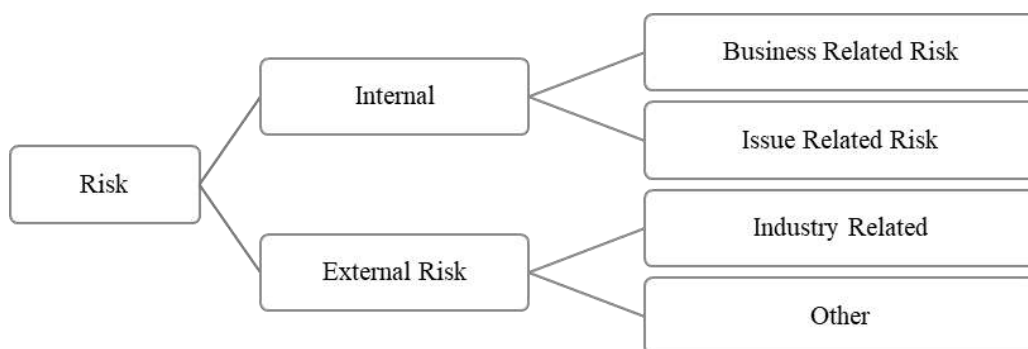 Risk
Internal
Business Related Risk
Issue Related Risk
External Risk
Industry Related
Other